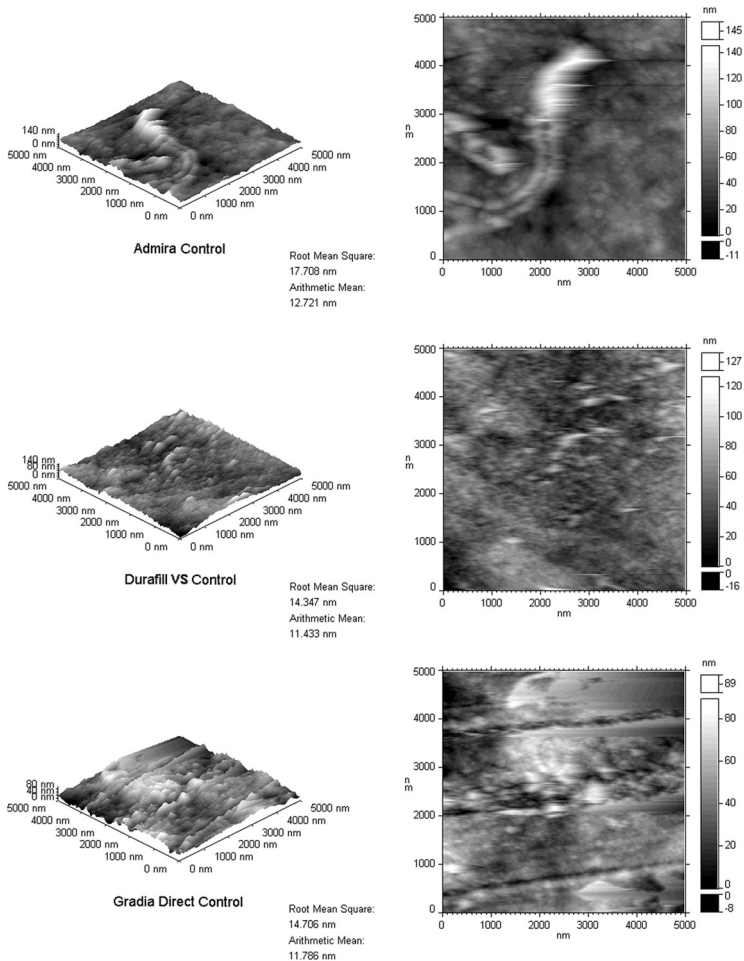 140 nm
0 nm
5000 nm
4000 nm
3000 nm
2000 nm
1000 nm
0 nm
0 nm
1000 nm
2000 nm
3000 nm
4000 nm
5000 nm
Admira Control
Root Mean Square:
17.708 nm
Arithmetic Mean:
12.721 nm
5000
4000
3000
nm
2000
1000
0
0 1000 2000 3000 4000 5000
nm
nm
145
140
120
100
80
60
40
20
0
0
-11
140 nm
80 nm
0 nm
5000 nm
4000 nm
3000 nm
2000 nm
1000 nm
0 nm
0 nm
1000 nm
2000 nm
3000 nm
4000 nm
5000 nm
Durafill VS Control
Root Mean Square:
14.347 nm
Arithmetic Mean:
11.433 nm
5000
4000
3000
nm
2000
1000
0
0 1000 2000 3000 4000 5000
nm
nm
127
120
100
80
60
40
20
0
0
-16
80 nm
40 nm
0 nm
5000 nm
4000 nm
3000 nm
2000 nm
1000 nm
0 nm
0 nm
1000 nm
2000 nm
3000 nm
4000 nm
5000 nm
Gradia Direct Control
Root Mean Square:
14.706 nm
Arithmetic Mean:
11.786 nm
5000
4000
3000
nm
2000
1000
0
0 1000 2000 3000 4000 5000
nm
nm
89
80
60
40
20
0
0
-8